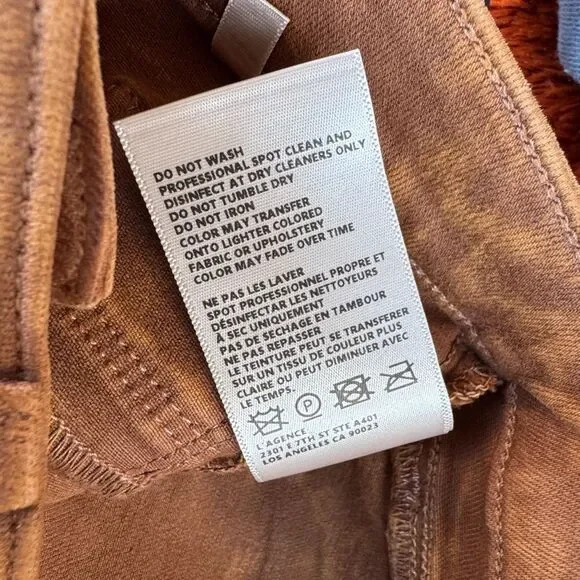 DO NOT WASH
PROFESSIONAL SPOT CLEAN AND
DISINFECT AT DRY CLEANERS ONLY
DO NOT TUMBLE DRY
DO NOT IRON
COLOR MAY TRANSFER
ONTO LIGHTER COLORED
FABRIC OR UPHOLSTERY
COLOR MAY FADE OVER TIME
NE PAS LES LAVER
SPOT PROFESSIONNEL PROPRE ET
DÉSINFECTAR LES NETTOYEURS
À SEC UNIQUEMENT
PAS DE SECHAGE EN TAMBOUR
NE PAS REPASSER
LE TEINTURE PEUT SE TRANSFERER
SUR UN TISSU DE COULEUR PLUS
CLAIRE OU PEUT DIMINUER AVEC
LE TEMPS.
P
L'AGENCE
2301 E 7TH ST STE A401
LOS ANGELES CA 90023